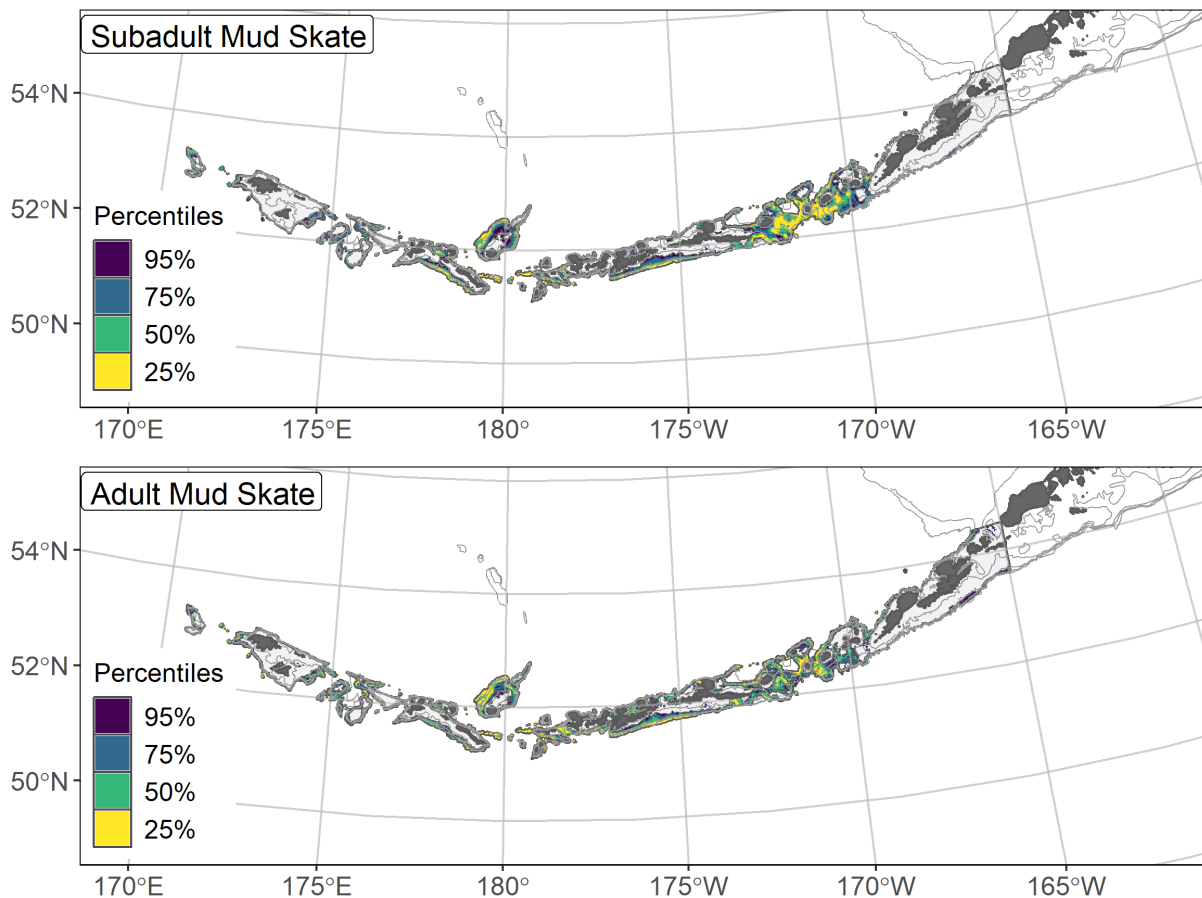 Subadult Mud Skate
54°N
52°N
50°N
Percentiles
95%
75%
50%
25%
170°E
175°E
180°
175°W
170°W
165°W
Adult Mud Skate
54°N
52°N
50°N
Percentiles
95%
75%
50%
25%
170°E
175°E
180°
175°W
170°W
165°W